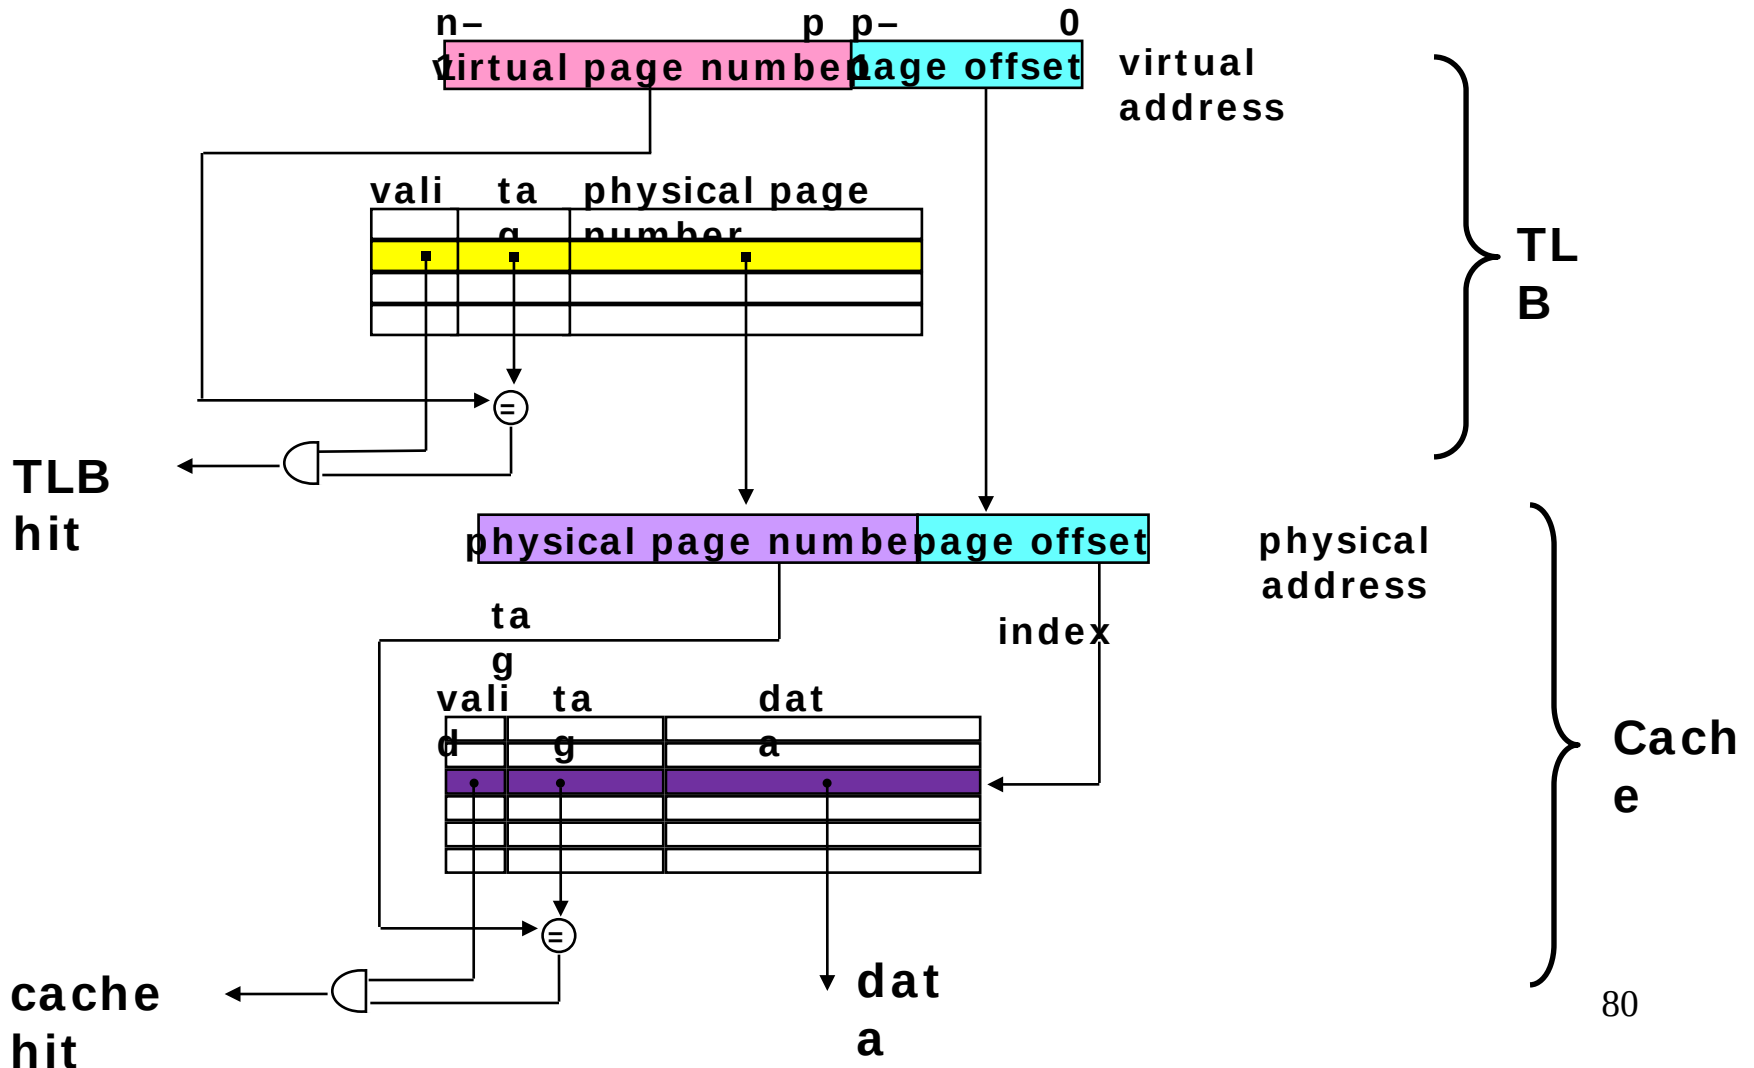 n–
1
p
p–
1
0
virtual page number
page offset
virtual
address
vali
ta
g
physical page
number
TL
B
=
TLB
hit
physical page number
page offset
physical
address
ta
g
index
vali
d
ta
g
dat
a
Cach
e
=
cache
hit
dat
a
80